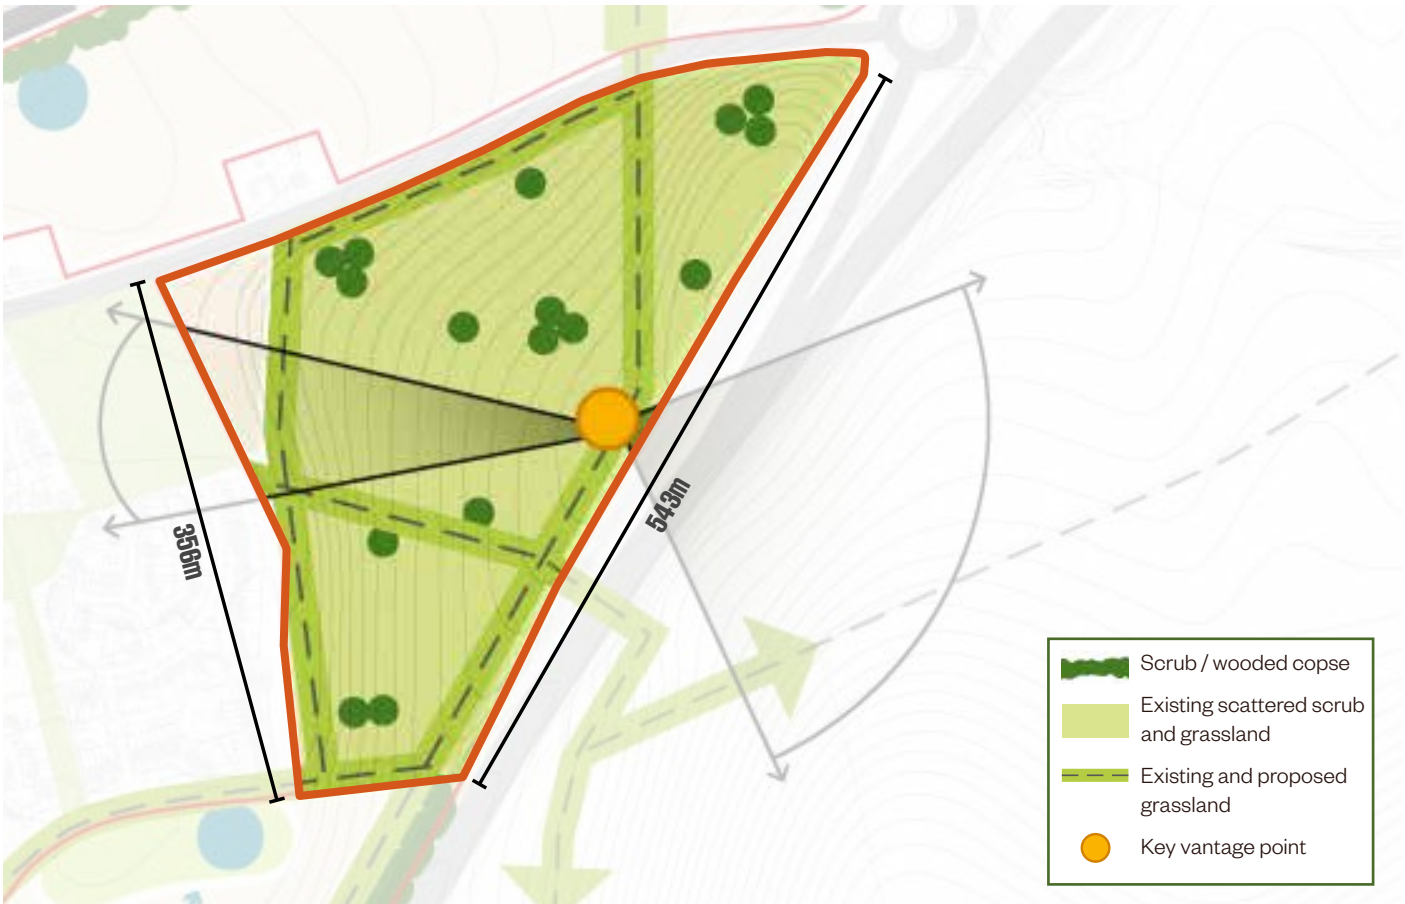 356m
543m
Scrub / wooded copse
Existing scattered scrub
and grassland
Existing and proposed
grassland
Key vantage point